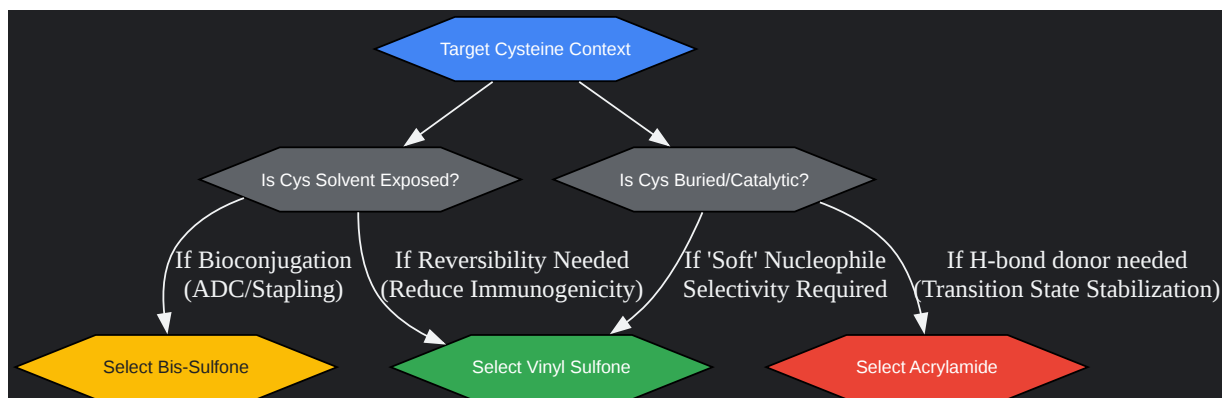 Target Cysteine Context
Is Cys Solvent Exposed?
Is Cys Buried/Catalytic?
If Bioconjugation
(ADC/Stapling)
If Reversibility Needed
(Reduce Immunogenicity)
If 'Soft' Nucleophile
Selectivity Required
If H-bond donor needed
(Transition State Stabilization)
Select Bis-Sulfone
Select Vinyl Sulfone
Select Acrylamide